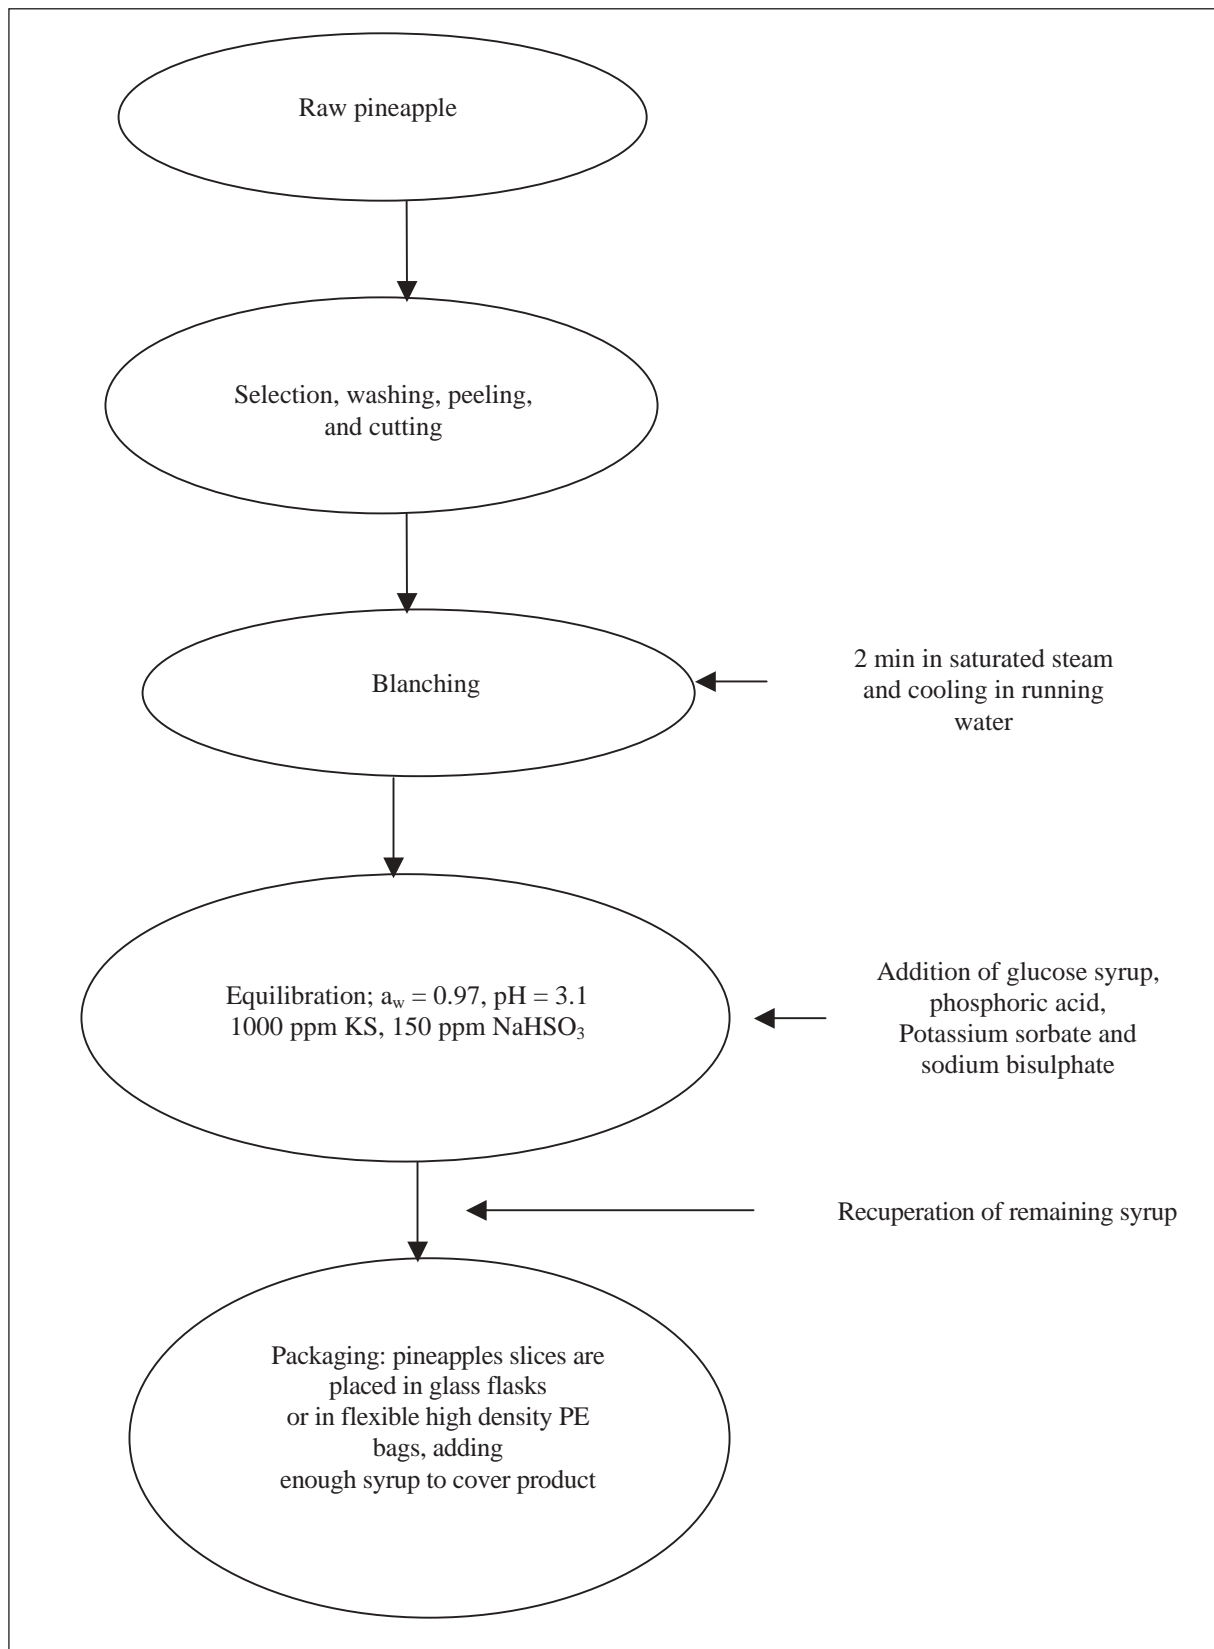 Raw pineapple
Selection, washing, peeling,
and cutting
Blanching
2 min in saturated steam
and cooling in running
water
Equilibration; a_w = 0.97, pH = 3.1
1000 ppm KS, 150 ppm NaHSO₃
Addition of glucose syrup,
phosphoric acid,
Potassium sorbate and
sodium bisulphate
Recuperation of remaining syrup
Packaging: pineapples slices are
placed in glass flasks
or in flexible high density PE
bags, adding
enough syrup to cover product